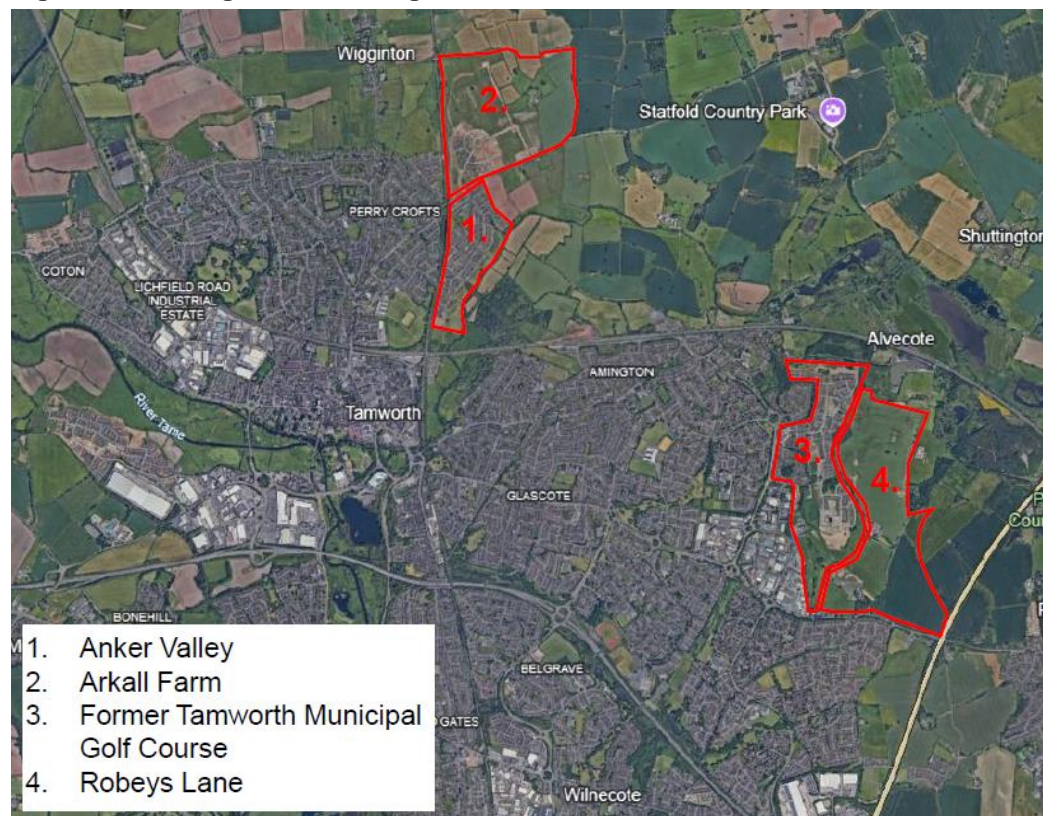 Wigginton
2.
Statfold Country Park
PERRY CROFTS
1.
Shuttington
COTON
LICHFIELD ROAD
INDUSTRIAL
ESTATE
Alvecote
AMINGTON
River Tame
Tamworth
3.
4.
GLASCOTE
BONEHILL
BELGRAVE
GATES
Wilnecote
1. Anker Valley
2. Arkall Farm
3. Former Tamworth Municipal
Golf Course
4. Robeys Lane